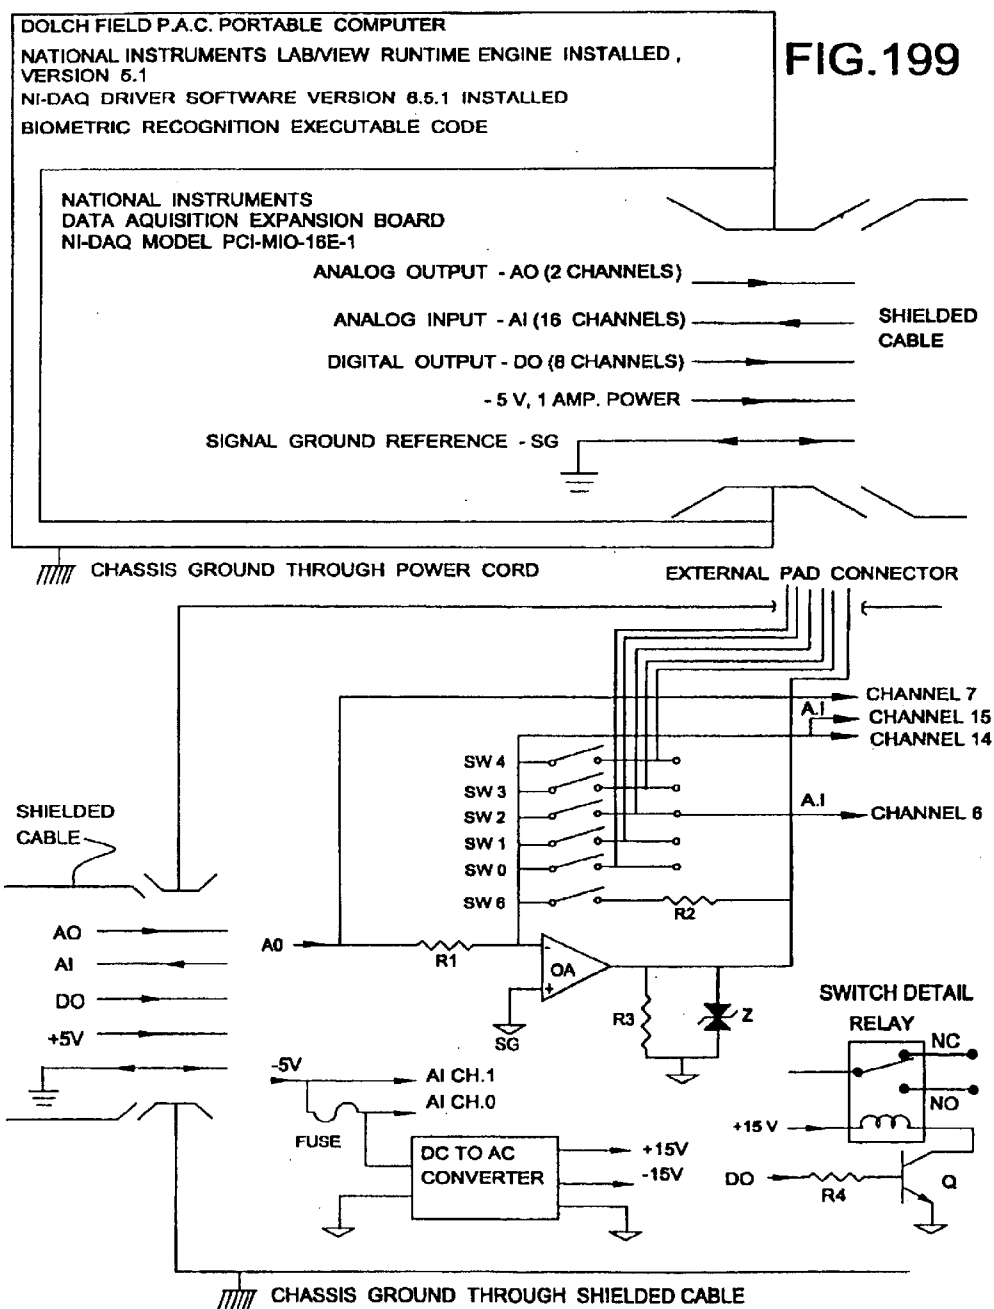 DOLCH FIELD P.A.C. PORTABLE COMPUTER
NATIONAL INSTRUMENTS LAB/VIEW RUNTIME ENGINE INSTALLED,
VERSION 5.1
NI-DAQ DRIVER SOFTWARE VERSION 6.5.1 INSTALLED
BIOMETRIC RECOGNITION EXECUTABLE CODE
FIG.199
NATIONAL INSTRUMENTS
DATA AQUISITION EXPANSION BOARD
NI-DAQ MODEL PCI-MIO-16E-1
ANALOG OUTPUT - AO (2 CHANNELS)
ANALOG INPUT - AI (16 CHANNELS)
DIGITAL OUTPUT - DO (8 CHANNELS)
- 5 V, 1 AMP. POWER
SIGNAL GROUND REFERENCE - SG
SHIELDED
CABLE
CHASSIS GROUND THROUGH POWER CORD
EXTERNAL PAD CONNECTOR
CHANNEL 7
A.I
CHANNEL 15
CHANNEL 14
SW 4
SW 3
SW 2
A.I
CHANNEL 6
SW 1
SW 0
SW 6
R2
SHIELDED
CABLE
AO
AI
DO
+5V
A0
R1
-
OA
+
SG
R3
Z
SWITCH DETAIL
RELAY
NC
NO
+15 V
DO
R4
Q
-5V
AI CH.1
AI CH.0
FUSE
DC TO AC
CONVERTER
+15V
-15V
CHASSIS GROUND THROUGH SHIELDED CABLE